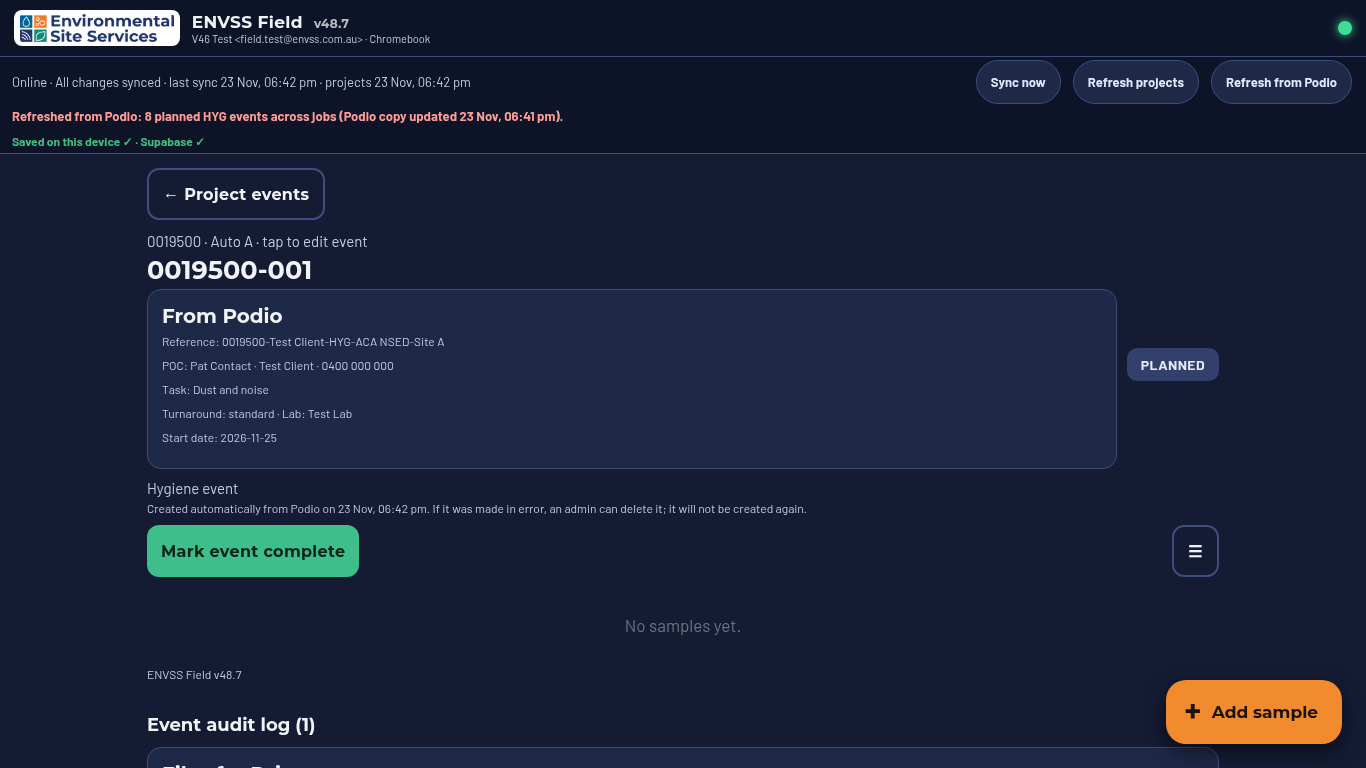 Environmental
Site Services
ENVSS Field v48.7
V46 Test <field.test@envss.com.au> · Chromebook
Online · All changes synced · last sync 23 Nov, 06:42 pm · projects 23 Nov, 06:42 pm
Sync now
Refresh projects
Refresh from Podio
Refreshed from Podio: 8 planned HYG events across jobs (Podio copy updated 23 Nov, 06:41 pm).
Saved on this device ✓ · Supabase ✓
← Project events
0019500 · Auto A · tap to edit event
0019500-001
From Podio
Reference: 0019500-Test Client-HYG-ACA NSED-Site A
POC: Pat Contact · Test Client · 0400 000 000
Task: Dust and noise
Turnaround: standard · Lab: Test Lab
Start date: 2026-11-25
PLANNED
Hygiene event
Created automatically from Podio on 23 Nov, 06:42 pm. If it was made in error, an admin can delete it; it will not be created again.
Mark event complete
☰
No samples yet.
ENVSS Field v48.7
+ Add sample
Event audit log (1)